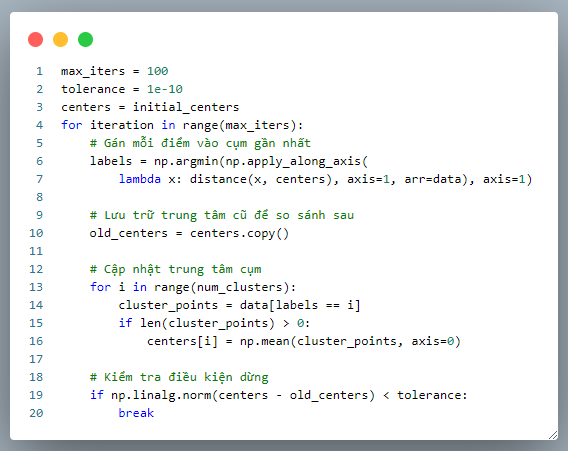 1 max_iters = 100
2 tolerance = 1e-10
3 centers = initial_centers
4 for iteration in range(max_iters):
5     # Gán mỗi điểm vào cụm gần nhất
6     labels = np.argmin(np.apply_along_axis(
7         lambda x: distance(x, centers), axis=1, arr=data), axis=1)
8
9     # Lưu trữ trung tâm cũ để so sánh sau
10     old_centers = centers.copy()
11
12     # Cập nhật trung tâm cụm
13     for i in range(num_clusters):
14         cluster_points = data[labels == i]
15         if len(cluster_points) > 0:
16             centers[i] = np.mean(cluster_points, axis=0)
17
18     # Kiểm tra điều kiện dừng
19     if np.linalg.norm(centers - old_centers) < tolerance:
20         break